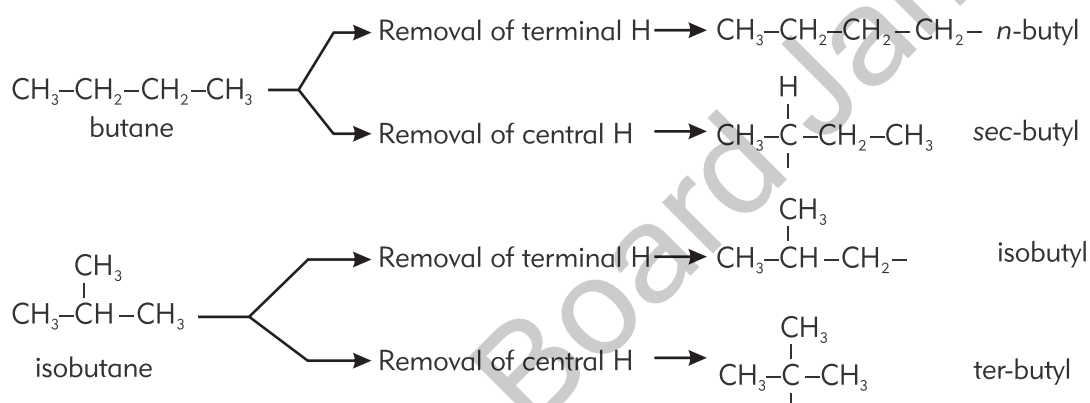 Removal of terminal H → CH₃–CH₂–CH₂–CH₂– n-butyl
CH₃–CH₂–CH₂–CH₃
butane
H
Removal of central H → CH₃–C–CH₂–CH₃ sec-butyl
CH₃
Removal of terminal H → CH₃–CH–CH₂– isobutyl
CH₃
CH₃–CH–CH₃
isobutane
CH₃
Removal of central H → CH₃–C–CH₃ ter-butyl
Board